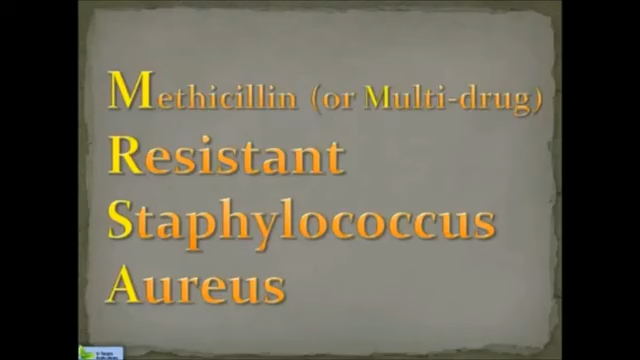 Methicillin (or Multi-drug)
Resistant
Staphylococcus
Aureus